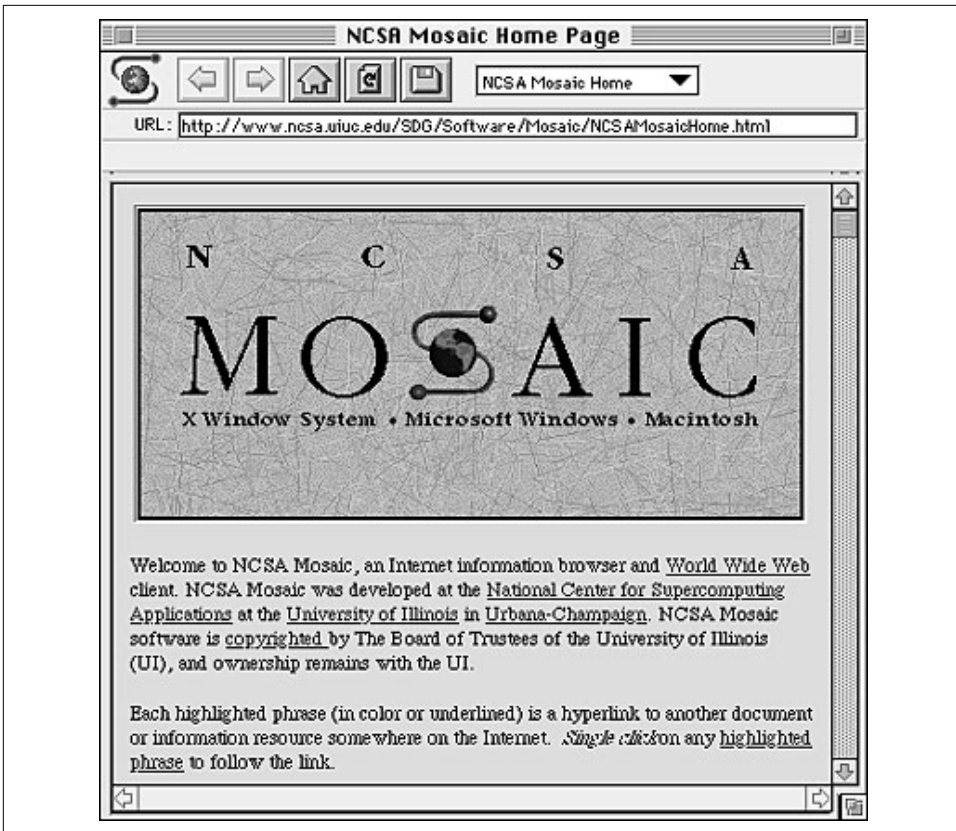 NCSA Mosaic Home Page
NCSA Mosaic Home
URL: http://www.ncsa.uiuc.edu/SDG/Software/Mosaic/NCSAMosaicHome.html
N C S A
MOSAIC
X Window System • Microsoft Windows • Macintosh
Welcome to NCSA Mosaic, an Internet information browser and World Wide Web
client. NCSA Mosaic was developed at the National Center for Supercomputing
Applications at the University of Illinois in Urbana-Champaign. NCSA Mosaic
software is copyrighted by The Board of Trustees of the University of Illinois
(UI), and ownership remains with the UI.
Each highlighted phrase (in color or underlined) is a hyperlink to another document
or information resource somewhere on the Internet. Single click on any highlighted
phrase to follow the link.